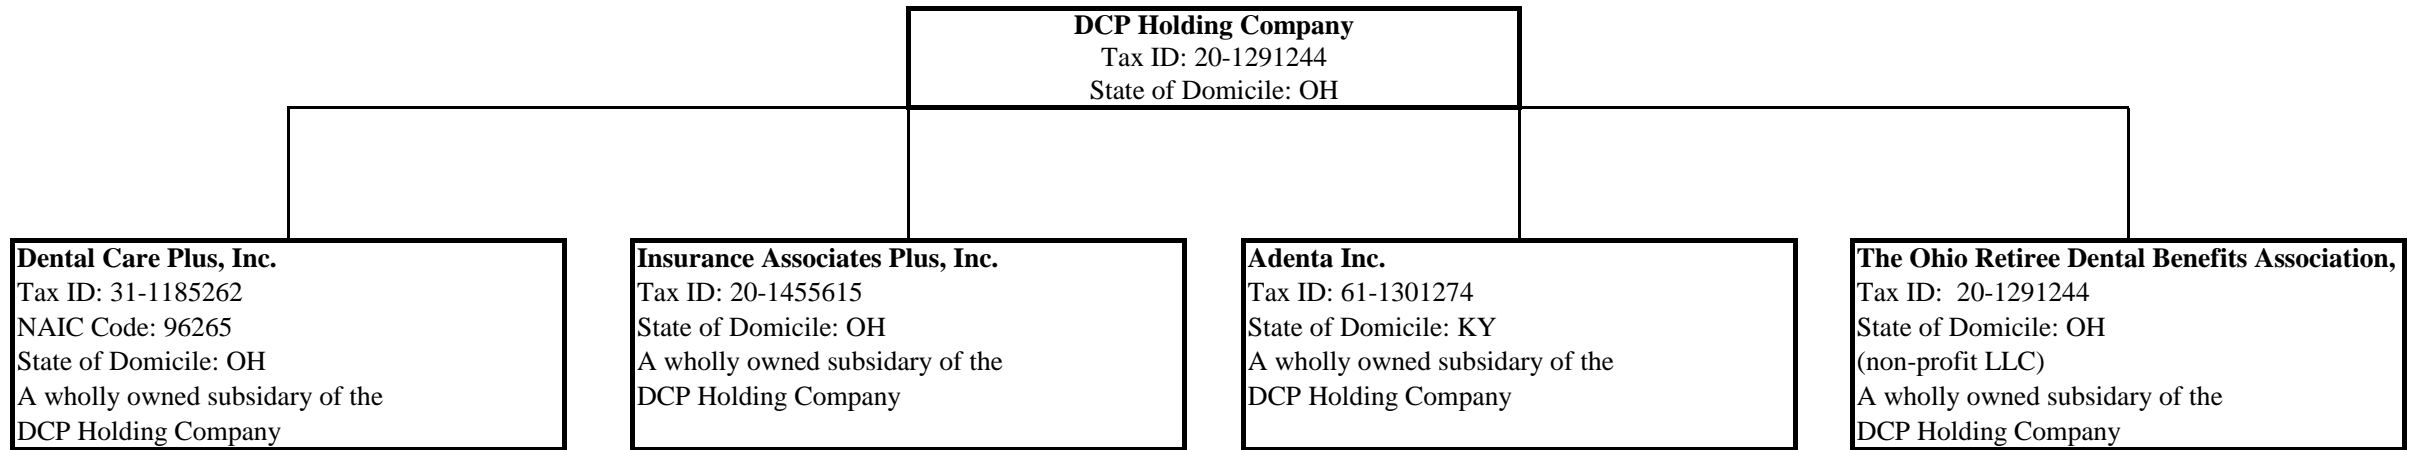 DCP Holding Company
Tax ID: 20-1291244
State of Domicile: OH
Dental Care Plus, Inc.
Tax ID: 31-1185262
NAIC Code: 96265
State of Domicile: OH
A wholly owned subsidary of the
DCP Holding Company
Insurance Associates Plus, Inc.
Tax ID: 20-1455615
State of Domicile: OH
A wholly owned subsidary of the
DCP Holding Company
Adenta Inc.
Tax ID: 61-1301274
State of Domicile: KY
A wholly owned subsidary of the
DCP Holding Company
The Ohio Retiree Dental Benefits Association,
Tax ID:  20-1291244
State of Domicile: OH
(non-profit LLC)
A wholly owned subsidary of the
DCP Holding Company